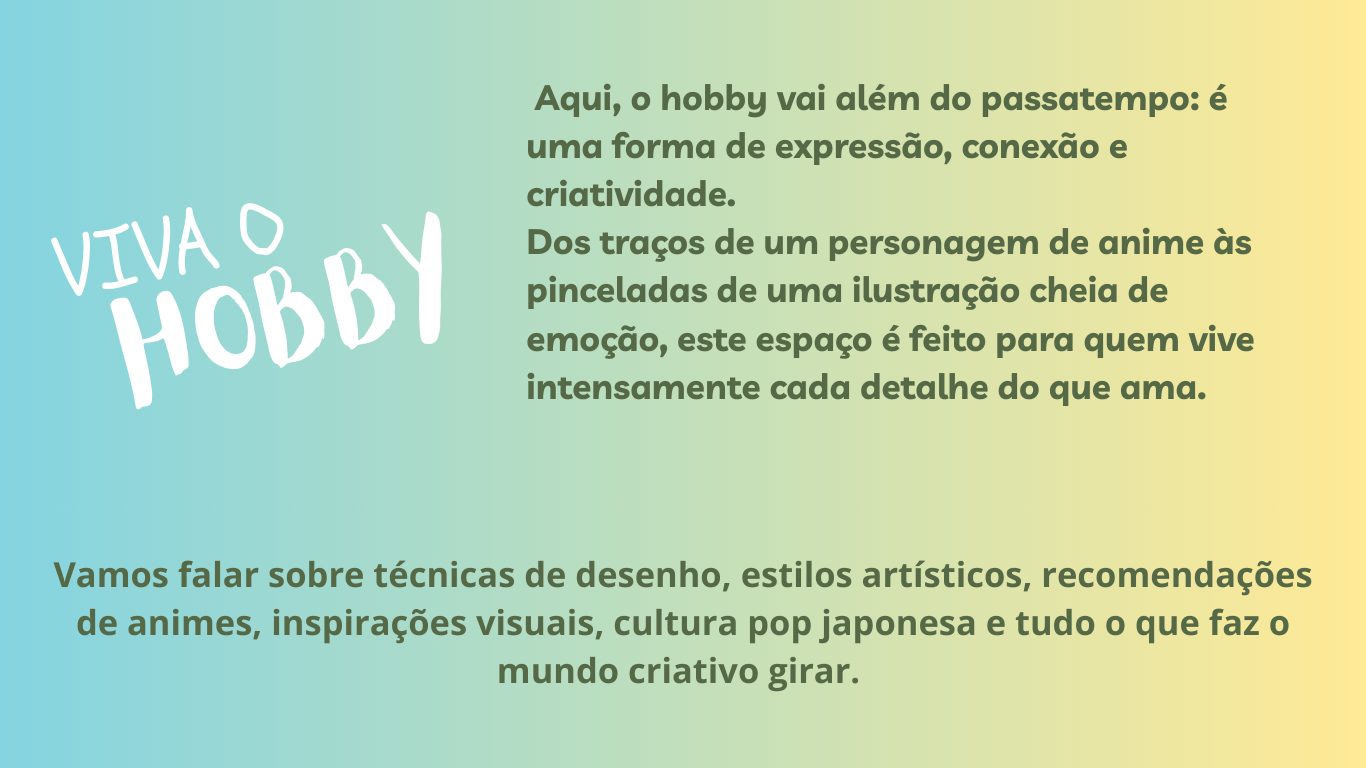 VIVA O
HOBBY
Aqui, o hobby vai além do passatempo: é
uma forma de expressão, conexão e
criatividade.
Dos traços de um personagem de anime às
pinceladas de uma ilustração cheia de
emoção, este espaço é feito para quem vive
intensamente cada detalhe do que ama.
Vamos falar sobre técnicas de desenho, estilos artísticos, recomendações
de animes, inspirações visuais, cultura pop japonesa e tudo o que faz o
mundo criativo girar.